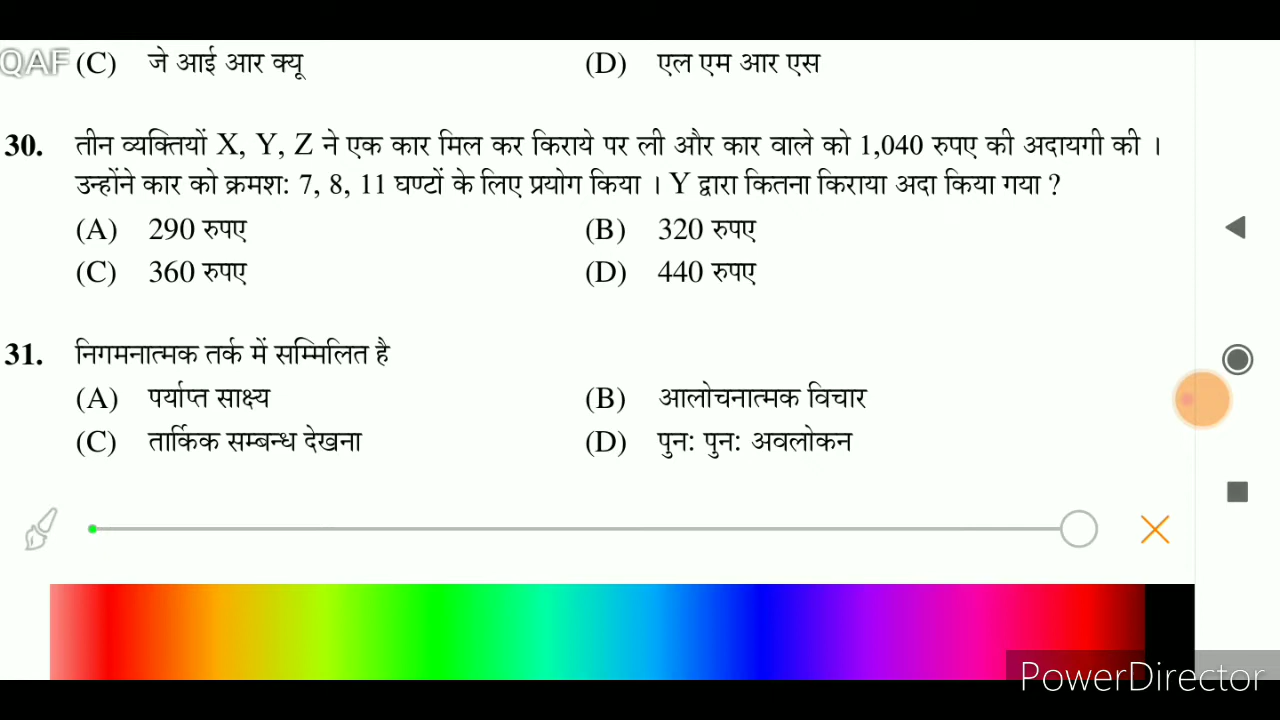 QAF (C) जे आई आर क्यू (D) एल एम आर एस
30. तीन व्यक्तियों X, Y, Z ने एक कार मिल कर किराये पर ली और कार वाले को 1,040 रुपए की अदायगी की ।
उन्होंने कार को क्रमशः 7, 8, 11 घण्टों के लिए प्रयोग किया । Y द्वारा कितना किराया अदा किया गया ?
(A) 290 रुपए (B) 320 रुपए
(C) 360 रुपए (D) 440 रुपए
31. निगमनात्मक तर्क में सम्मिलित है
(A) पर्याप्त साक्ष्य (B) आलोचनात्मक विचार
(C) तार्किक सम्बन्ध देखना (D) पुनः पुनः अवलोकन
PowerDirector